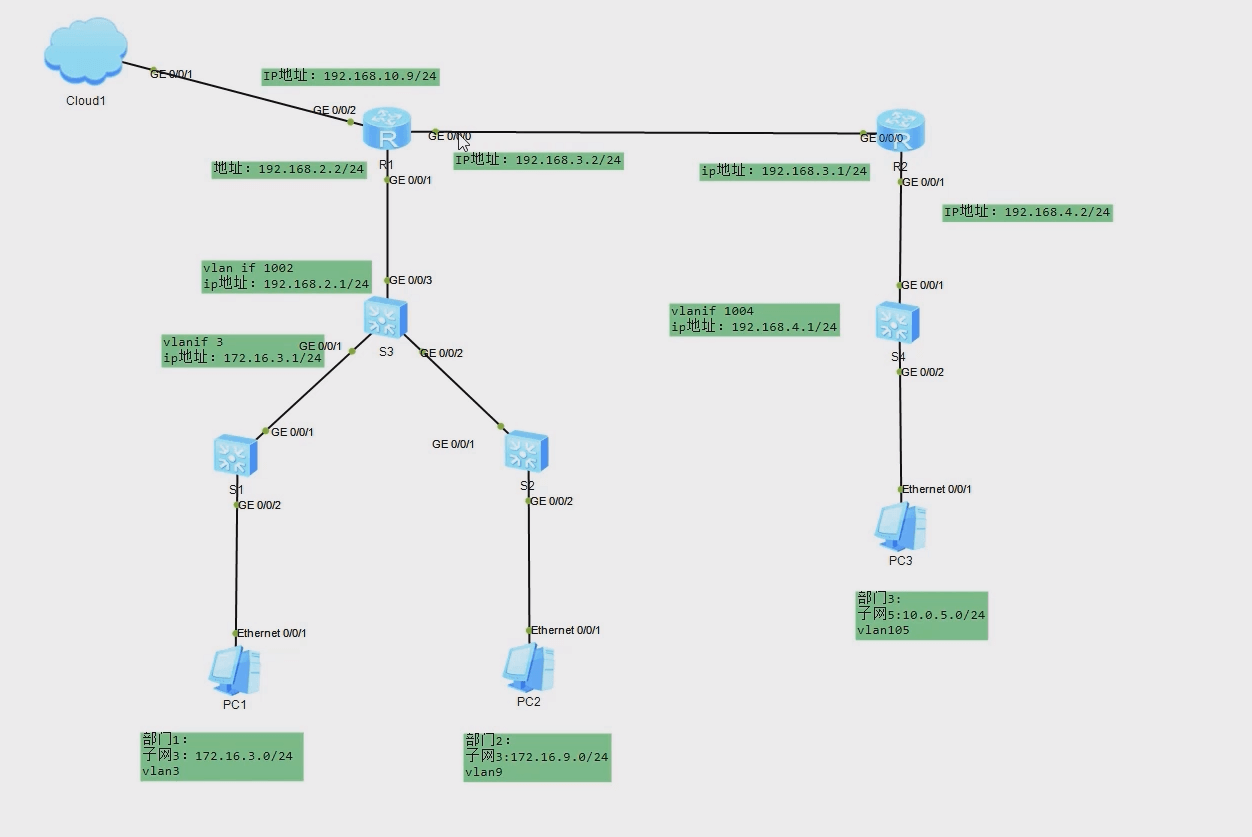 GE 0/0/1
Cloud1
IP地址: 192.168.10.9/24
GE 0/0/2
GE 0/0/0
R1
IP地址: 192.168.3.2/24
GE 0/0/0
R2
ip地址: 192.168.3.1/24
地址: 192.168.2.2/24
GE 0/0/1
GE 0/0/1
IP地址: 192.168.4.2/24
vlan if 1002
ip地址: 192.168.2.1/24
GE 0/0/3
GE 0/0/1
vlanif 1004
ip地址: 192.168.4.1/24
vlanif 3
ip地址: 172.16.3.1/24
GE 0/0/1
S3
GE 0/0/2
S4
GE 0/0/2
GE 0/0/1
S1
GE 0/0/2
GE 0/0/1
S2
GE 0/0/2
Ethernet 0/0/1
PC3
部门3:
子网5:10.0.5.0/24
vlan105
Ethernet 0/0/1
PC1
Ethernet 0/0/1
PC2
部门1:
子网3: 172.16.3.0/24
vlan3
部门2:
子网3:172.16.9.0/24
vlan9